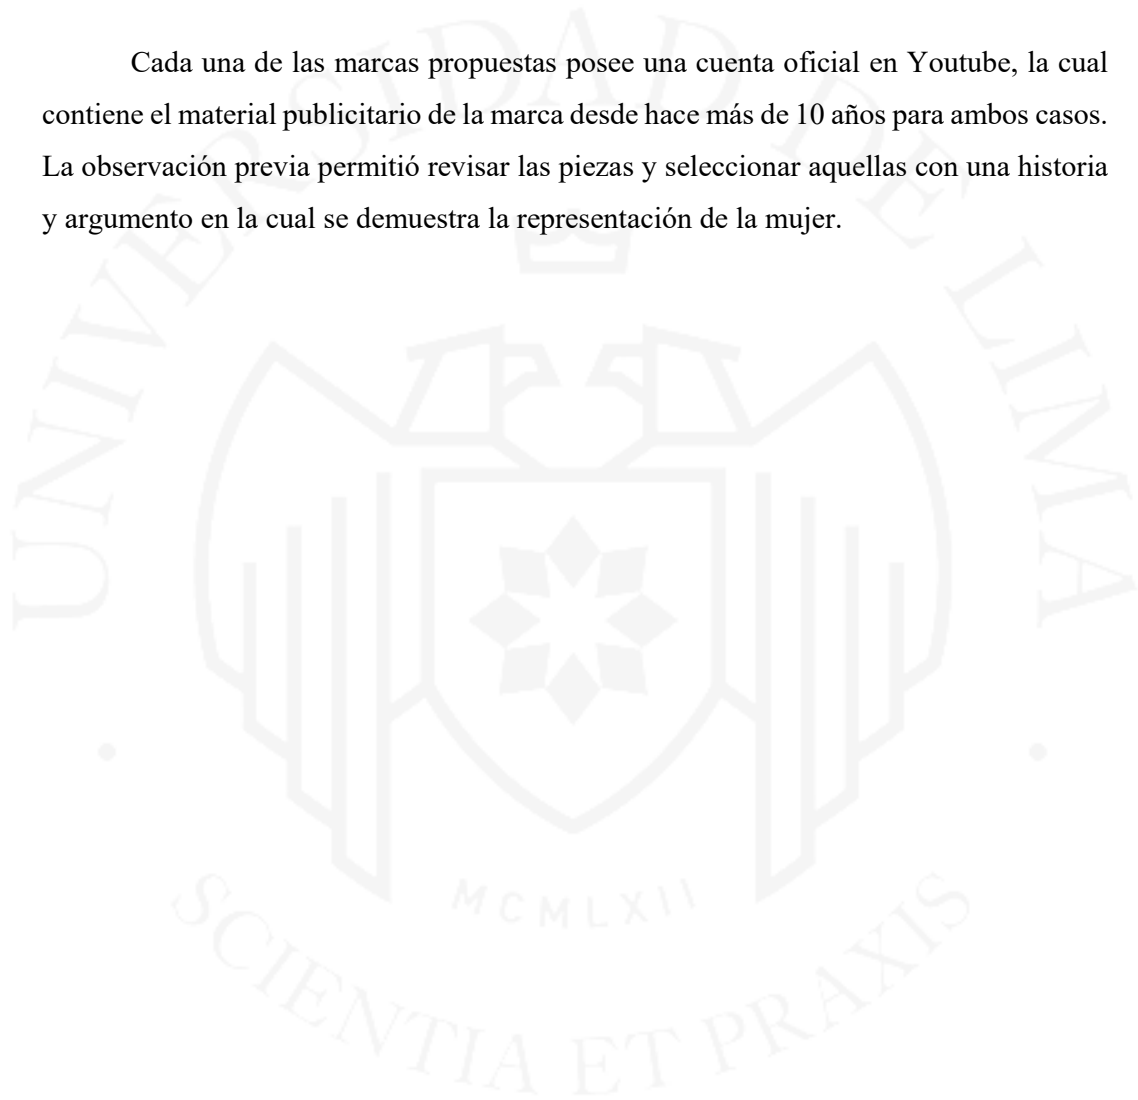 Cada una de las marcas propuestas posee una cuenta oficial en Youtube, la cual
contiene el material publicitario de la marca desde hace más de 10 años para ambos casos.
La observación previa permitió revisar las piezas y seleccionar aquellas con una historia
y argumento en la cual se demuestra la representación de la mujer.
UNIVERSIDAD DE LIMA
MCMLXII
SCIENTIA ET PRAXIS